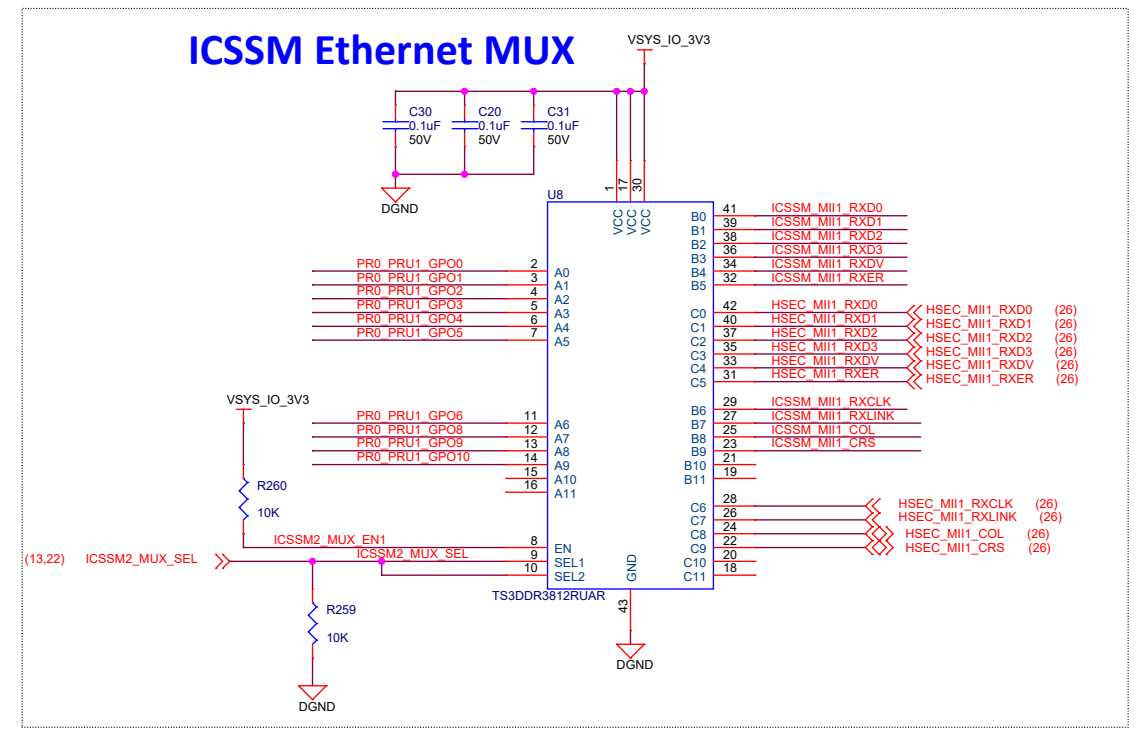 ICSSM Ethernet MUX
VSYS_IO_3V3
C30
0.1uF
50V
C20
0.1uF
50V
C31
0.1uF
50V
DGND
U8
1
17
30
VCC
VCC
VCC
PR0_PRU1_GPO0 2 A0
PR0_PRU1_GPO1 3 A1
PR0_PRU1_GPO2 4 A2
PR0_PRU1_GPO3 5 A3
PR0_PRU1_GPO4 6 A4
PR0_PRU1_GPO5 7 A5
B0 41 ICSSM_MII1_RXD0
B1 39 ICSSM_MII1_RXD1
B2 38 ICSSM_MII1_RXD2
B3 36 ICSSM_MII1_RXD3
B4 34 ICSSM_MII1_RXDV
B5 32 ICSSM_MII1_RXER
C0 42 HSEC_MII1_RXD0 HSEC_MII1_RXD0 (26)
C1 40 HSEC_MII1_RXD1 HSEC_MII1_RXD1 (26)
C2 37 HSEC_MII1_RXD2 HSEC_MII1_RXD2 (26)
C3 35 HSEC_MII1_RXD3 HSEC_MII1_RXD3 (26)
C4 33 HSEC_MII1_RXDV HSEC_MII1_RXDV (26)
C5 31 HSEC_MII1_RXER HSEC_MII1_RXER (26)
VSYS_IO_3V3
PR0_PRU1_GPO6 11 A6
PR0_PRU1_GPO8 12 A7
PR0_PRU1_GPO9 13 A8
PR0_PRU1_GPO10 14 A9
15 A10
16 A11
B6 29 ICSSM_MII1_RXCLK
B7 27 ICSSM_MII1_RXLINK
B8 25 ICSSM_MII1_COL
B9 23 ICSSM_MII1_CRS
B10 21
B11 19
R260
10K
C6 28 HSEC_MII1_RXCLK (26)
C7 26 HSEC_MII1_RXLINK (26)
C8 24 HSEC_MII1_COL (26)
C9 22 HSEC_MII1_CRS (26)
C10 20
C11 18
ICSSM2_MUX_EN1 8 EN
(13,22) ICSSM2_MUX_SEL ICSSM2_MUX_SEL 9 SEL1
10 SEL2
GND
TS3DDR3812RUAR
43
R259
10K
DGND
DGND